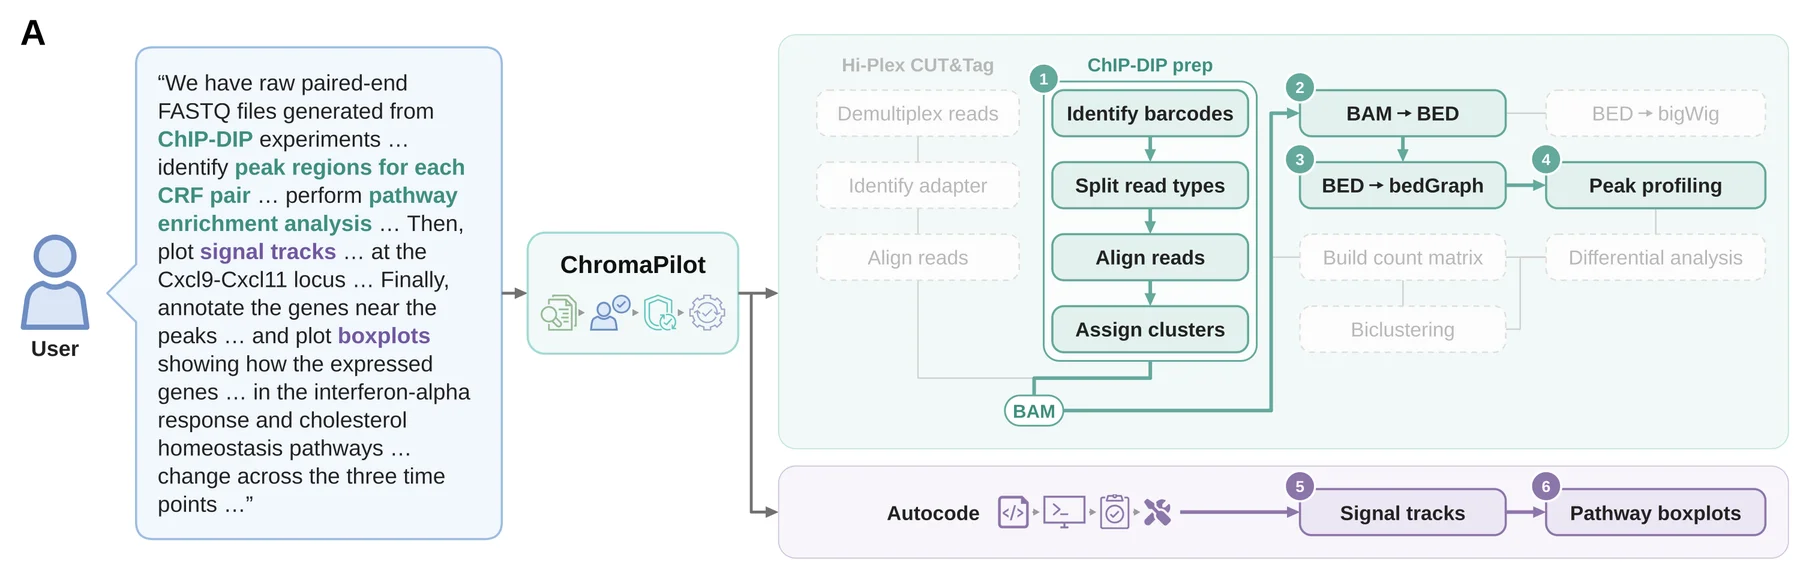 A
“We have raw paired-end
FASTQ files generated from
ChIP-DIP experiments …
identify peak regions for each
CRF pair … perform pathway
enrichment analysis … Then,
plot signal tracks … at the
Cxcl9-Cxcl11 locus … Finally,
annotate the genes near the
peaks … and plot boxplots
showing how the expressed
genes … in the interferon-alpha
response and cholesterol
homeostasis pathways …
change across the three time
points …”
User
ChromaPilot
Hi-Plex CUT&Tag
Demultiplex reads
Identify adapter
Align reads
ChIP-DIP prep
1
Identify barcodes
Split read types
Align reads
Assign clusters
BAM
2
BAM → BED
BED → bigWig
3
BED → bedGraph
4
Peak profiling
Build count matrix
Differential analysis
Biclustering
Autocode
</>
>_
5
Signal tracks
6
Pathway boxplots